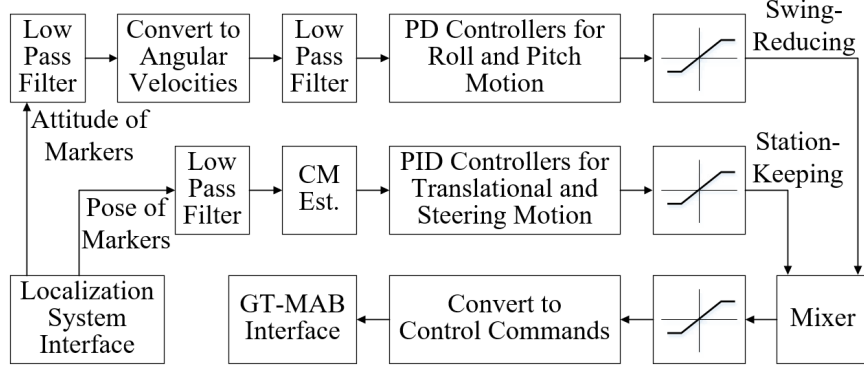 Low
Pass
Filter
Convert to
Angular
Velocities
Low
Pass
Filter
PD Controllers for
Roll and Pitch
Motion
Swing-
Reducing
Attitude of
Markers
Low
Pass
Filter
CM
Est.
PID Controllers for
Translational and
Steering Motion
Station-
Keeping
Pose of
Markers
Localization
System
Interface
GT-MAB
Interface
Convert to
Control Commands
Mixer